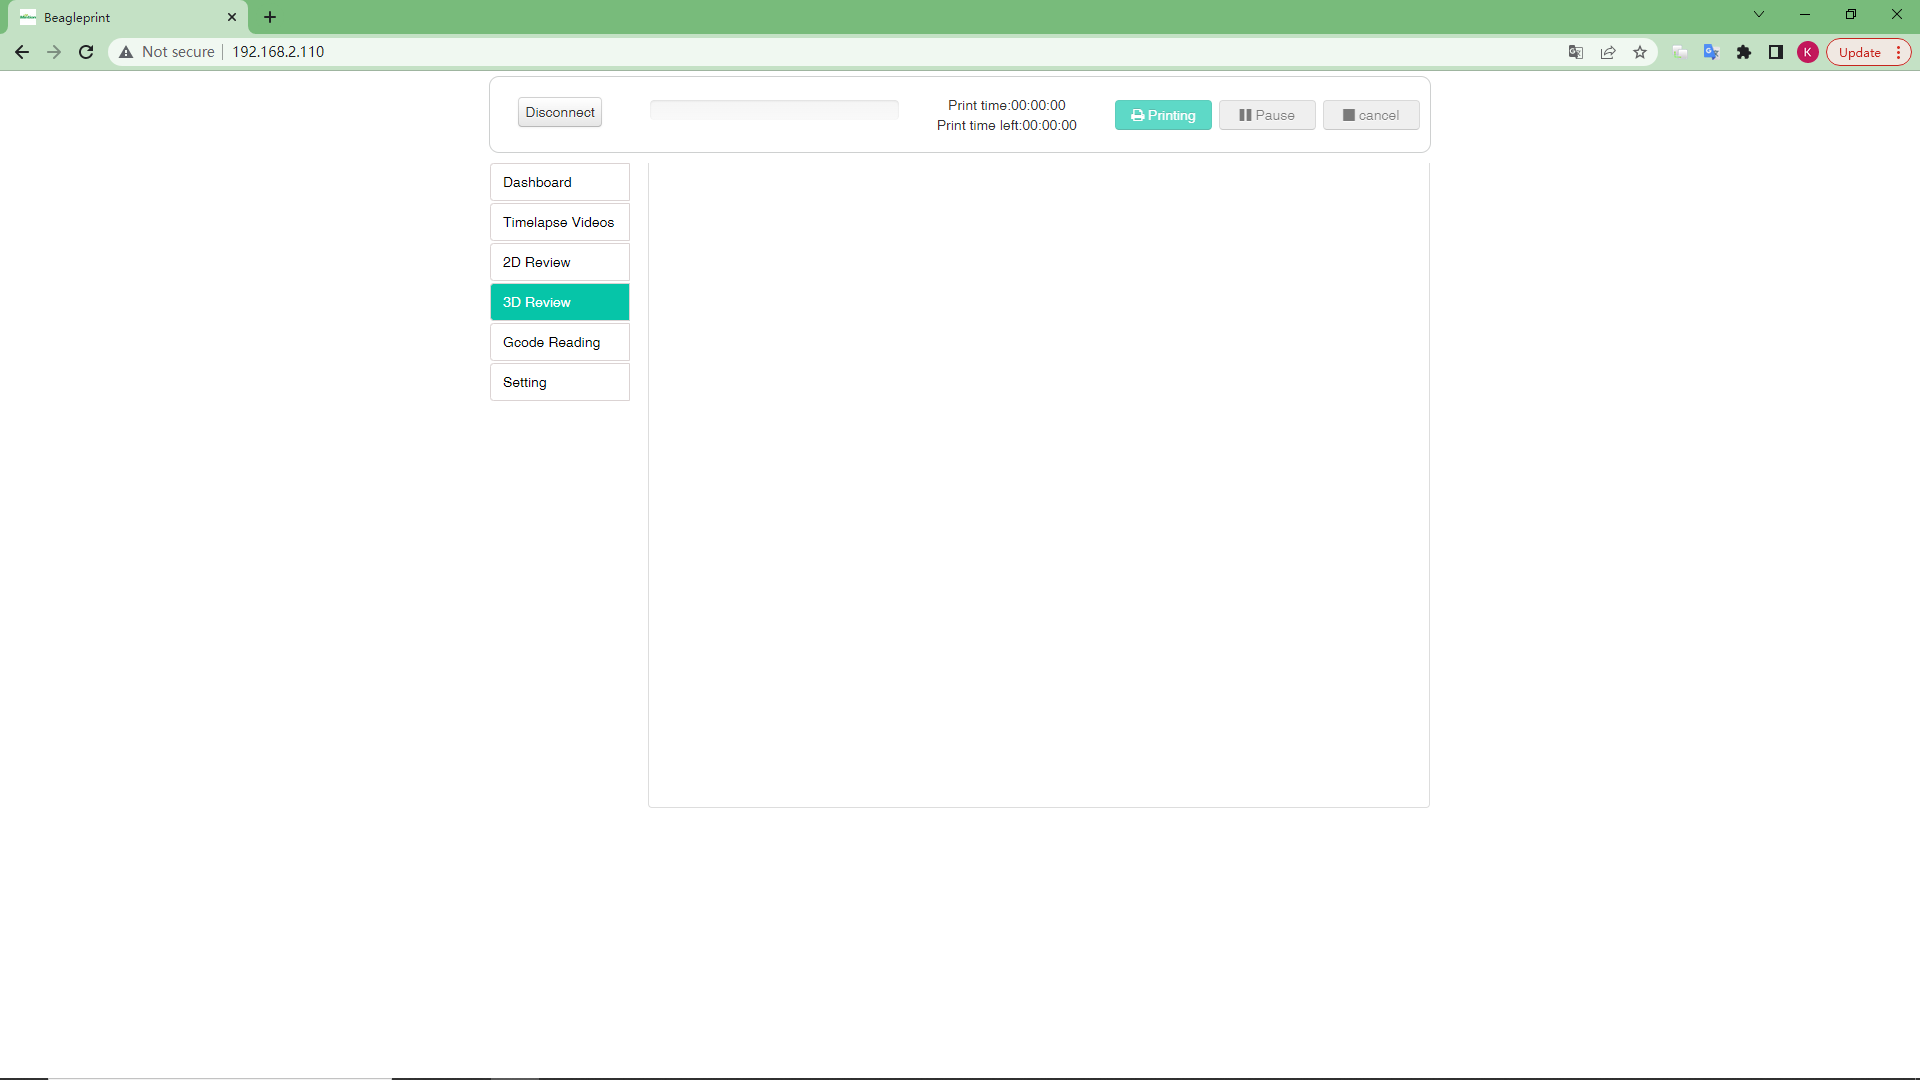 Beagleprint
Not secure
192.168.2.110
K
Update
Disconnect
Print time:00:00:00
Print time left:00:00:00
Printing
Pause
cancel
Dashboard
Timelapse Videos
2D Review
3D Review
Gcode Reading
Setting